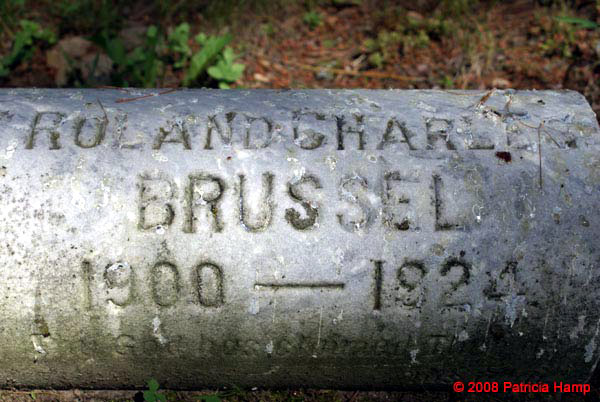 ROLAND CHARLES
BRUSSEL
1900 — 1924
© 2008 Patricia Hamp